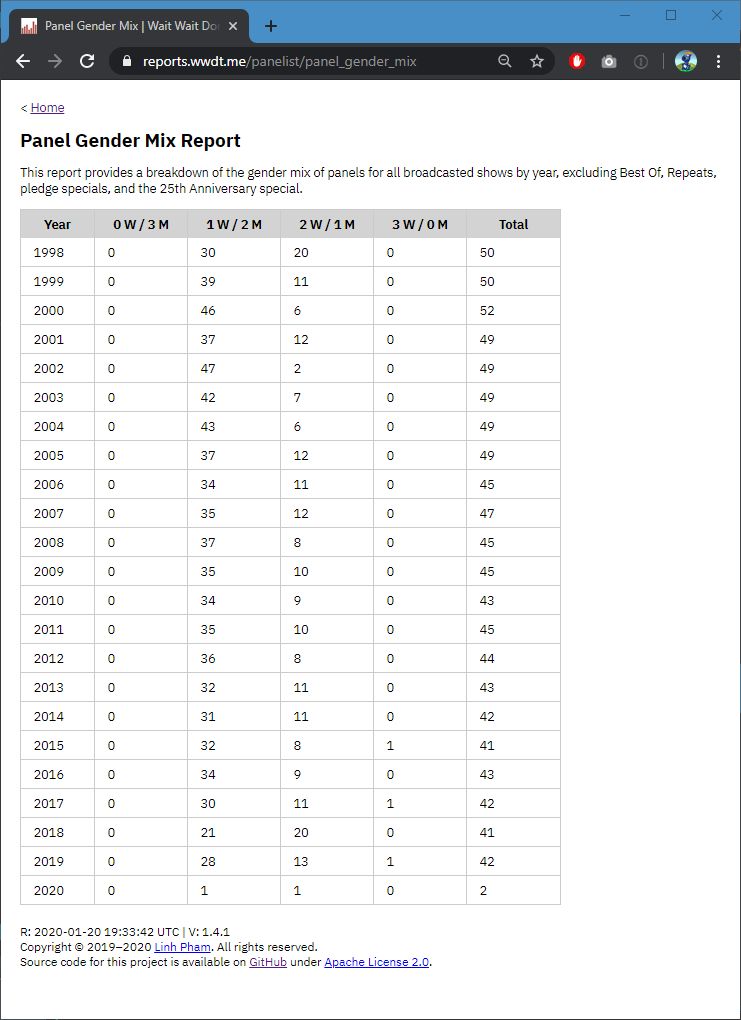 Panel Gender Mix | Wait Wait Do
reports.wwdt.me/panelist/panel_gender_mix
< Home
Panel Gender Mix Report
This report provides a breakdown of the gender mix of panels for all broadcasted shows by year, excluding Best Of, Repeats,
pledge specials, and the 25th Anniversary special.
Year 0 W / 3 M 1 W / 2 M 2 W / 1 M 3 W / 0 M Total
1998 0 30 20 0 50
1999 0 39 11 0 50
2000 0 46 6 0 52
2001 0 37 12 0 49
2002 0 47 2 0 49
2003 0 42 7 0 49
2004 0 43 6 0 49
2005 0 37 12 0 49
2006 0 34 11 0 45
2007 0 35 12 0 47
2008 0 37 8 0 45
2009 0 35 10 0 45
2010 0 34 9 0 43
2011 0 35 10 0 45
2012 0 36 8 0 44
2013 0 32 11 0 43
2014 0 31 11 0 42
2015 0 32 8 1 41
2016 0 34 9 0 43
2017 0 30 11 1 42
2018 0 21 20 0 41
2019 0 28 13 1 42
2020 0 1 1 0 2
R: 2020-01-20 19:33:42 UTC | V: 1.4.1
Copyright © 2019–2020 Linh Pham. All rights reserved.
Source code for this project is available on GitHub under Apache License 2.0.